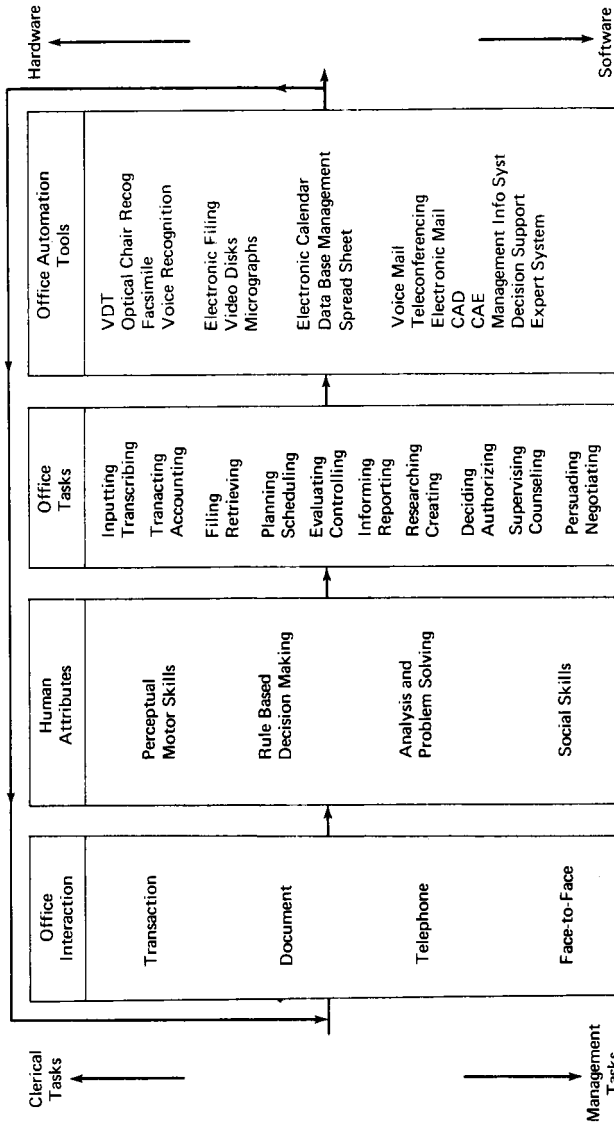 Clerical
Tasks
Management
Tasks
Office
Interaction
Transaction
Document
Telephone
Face-to-Face
Human
Attributes
Perceptual
Motor Skills
Rule Based
Decision Making
Analysis and
Problem Solving
Social Skills
Office
Tasks
Inputting
Transcribing
Tranacting
Accounting
Filing
Retrieving
Planning
Scheduling
Evaluating
Controlling
Informing
Reporting
Researching
Creating
Deciding
Authorizing
Supervising
Counseling
Persuading
Negotiating
Office Automation
Tools
VDT
Optical Chair Recog
Facsimile
Voice Recognition
Electronic Filing
Video Disks
Micrographs
Electronic Calendar
Data Base Management
Spread Sheet
Voice Mail
Teleconferencing
Electronic Mail
CAD
CAE
Management Info Syst
Decision Support
Expert System
Hardware
Software